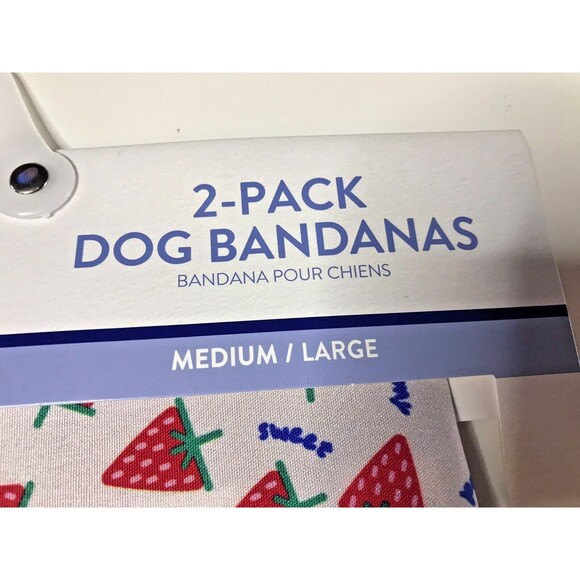 2-PACK
DOG BANDANAS
BANDANA POUR CHIENS
MEDIUM / LARGE
sweet